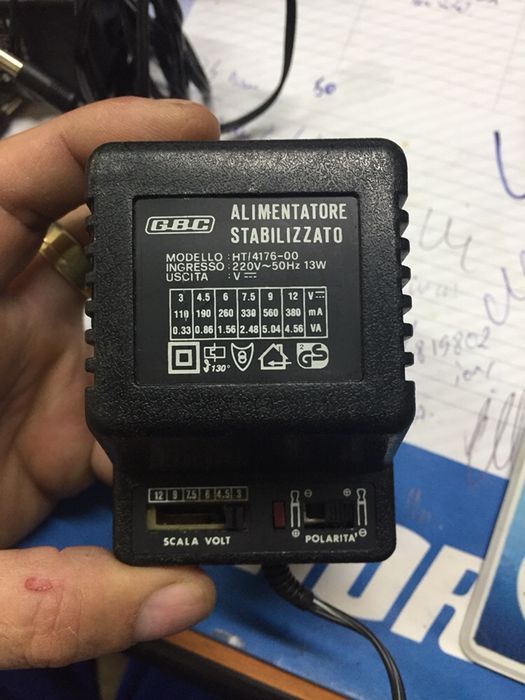 G.B.C
ALIMENTATORE
STABILIZZATO
MODELLO : HT/4176-00
INGRESSO : 220V~50Hz 13W
USCITA : V⎓
3 4.5 6 7.5 9 12 V⎓
110 190 260 330 560 380 mA
0.33 0.86 1.56 2.48 5.04 4.56 VA
130° 2 GS
12 9 7.5 6 4.5 3
SCALA VOLT
⊖ ⊕
⊕ ⊖
POLARITA'
819802